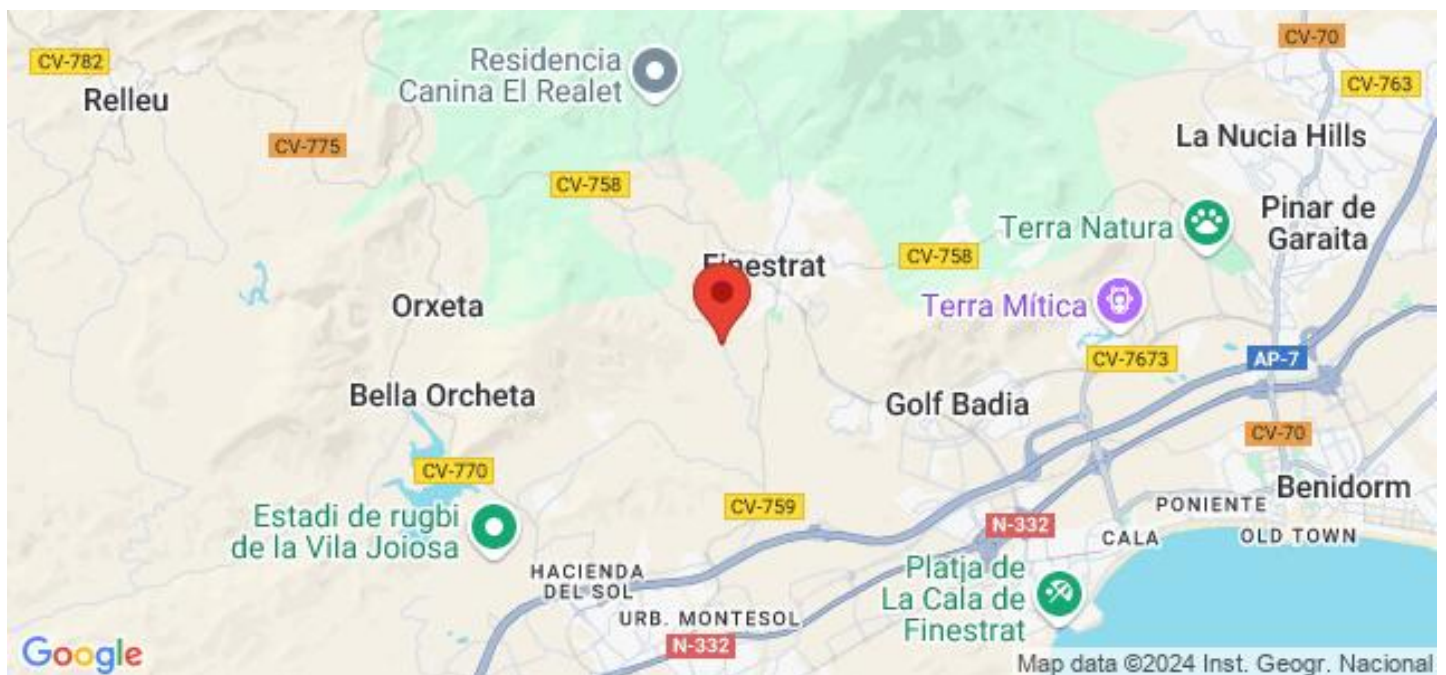 CV-782
Relleu
CV-775
Residencia
Canina El Realet
CV-758
CV-70
CV-763
La Nucia Hills
Terra Natura
Pinar de
Garaita
Finestrat
CV-758
Orxeta
Terra Mítica
CV-7673
AP-7
Bella Orcheta
Golf Badia
CV-70
CV-770
Benidorm
Estadi de rugbi
de la Vila Joiosa
CV-759
N-332
PONIENTE
CALA
OLD TOWN
HACIENDA
DEL SOL
Platja de
La Cala de
Finestrat
URB. MONTESOL
N-332
Google
Map data ©2024 Inst. Geogr. Nacional